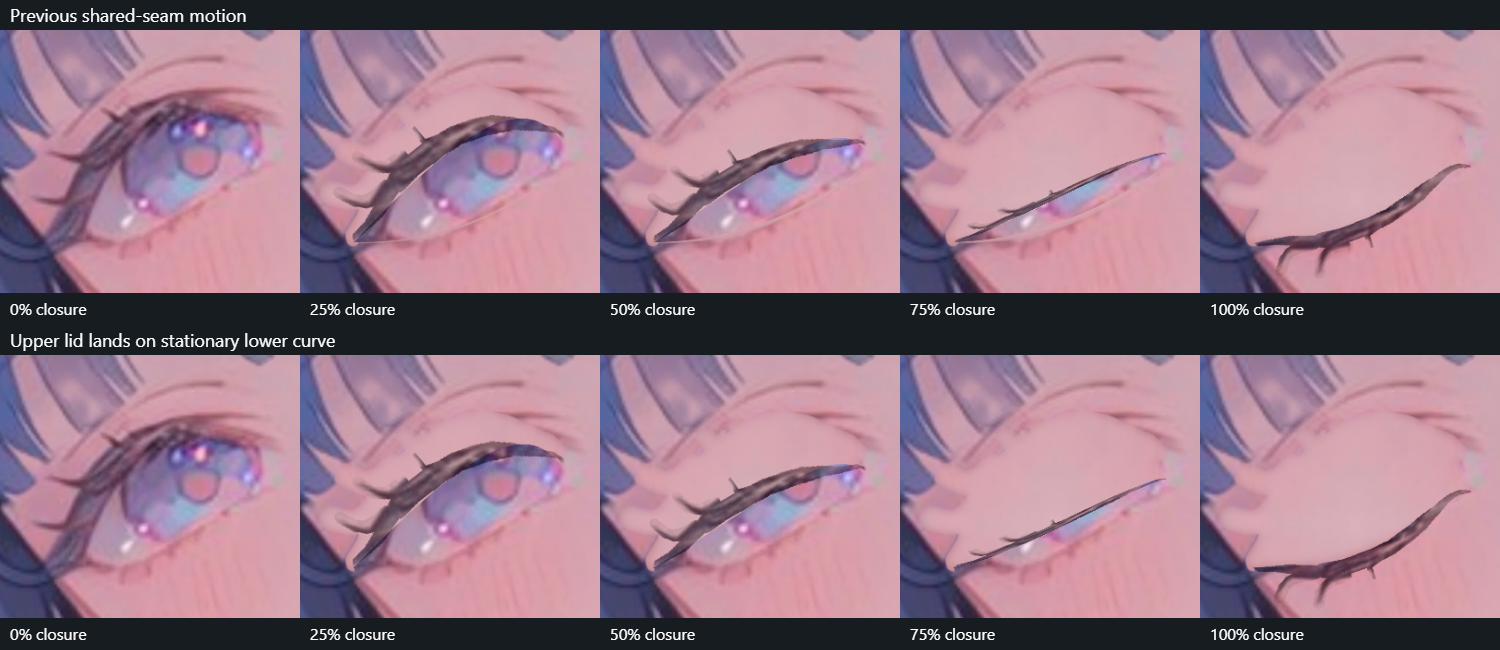 Previous shared-seam motion
0% closure
25% closure
50% closure
75% closure
100% closure
Upper lid lands on stationary lower curve
0% closure
25% closure
50% closure
75% closure
100% closure